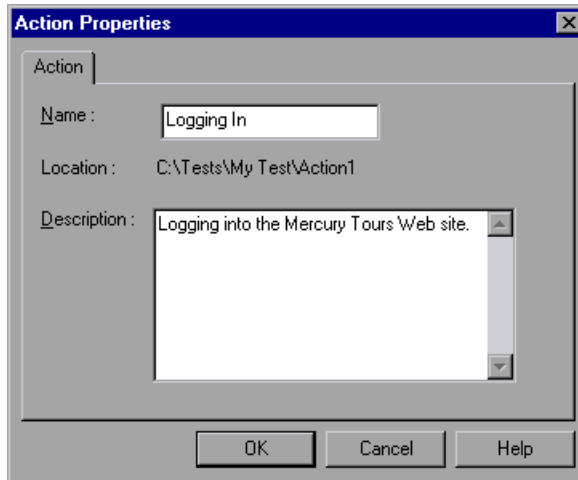 Action Properties
Action
Name :
Logging In
Location :
C:\Tests\My Test\Action1
Description :
Logging into the Mercury Tours Web site.
OK
Cancel
Help